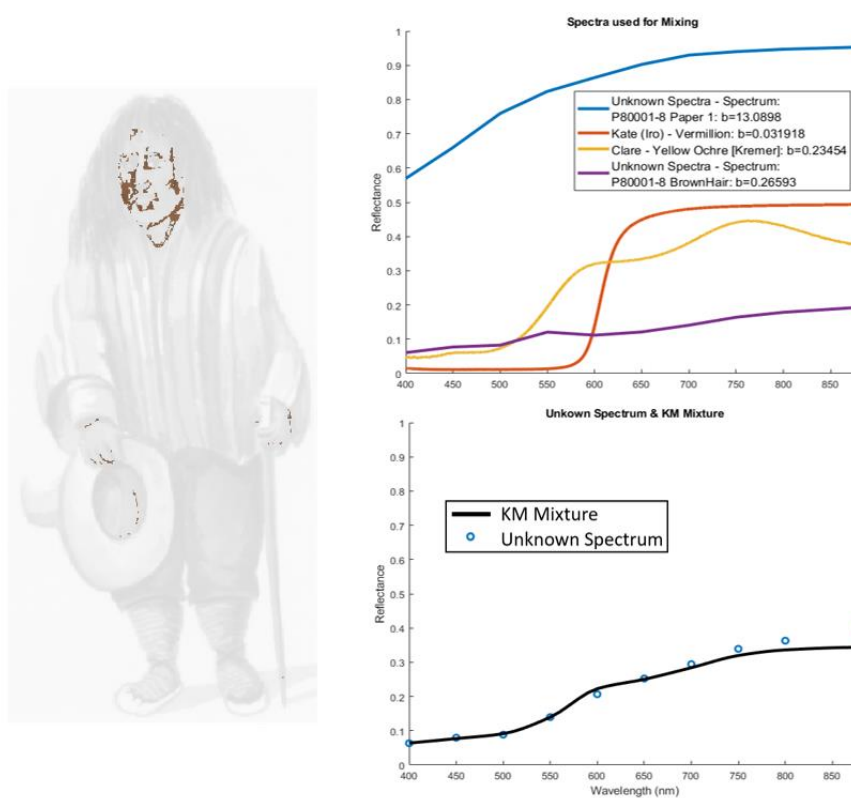 Spectra used for Mixing
1
0.9
0.8
0.7
0.6
0.5
0.4
0.3
0.2
0.1
0
Reflectance
Unknown Spectra - Spectrum:
P80001-8 Paper 1: b=13.0898
Kate (Iro) - Vermillion: b=0.031918
Clare - Yellow Ochre [Kremer]: b=0.23454
Unknown Spectra - Spectrum:
P80001-8 BrownHair: b=0.26593
400 450 500 550 600 650 700 750 800
Unkown Spectrum & KM Mixture
1
0.9
0.8
0.7
0.6
0.5
0.4
0.3
0.2
0.1
0
Reflectance
KM Mixture
Unknown Spectrum
400 450 500 550 600 650 700 750 800
Wavelength (nm)